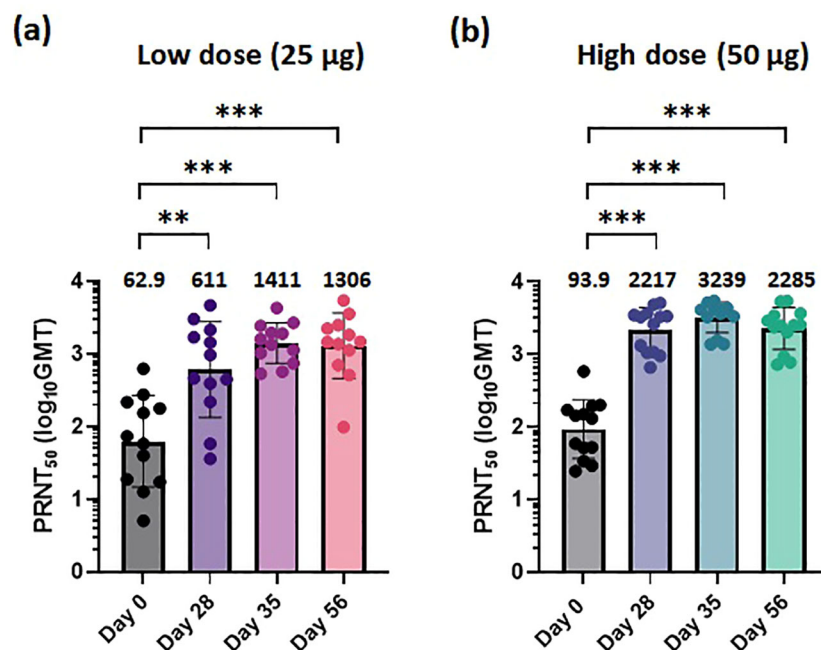 (a)
Low dose (25 µg)
***
***
**
62.9 611 1411 1306
PRNT50 (log10GMT)
4
3
2
1
0
Day 0 Day 28 Day 35 Day 56
(b)
High dose (50 µg)
***
***
***
93.9 2217 3239 2285
PRNT50 (log10GMT)
4
3
2
1
0
Day 0 Day 28 Day 35 Day 56